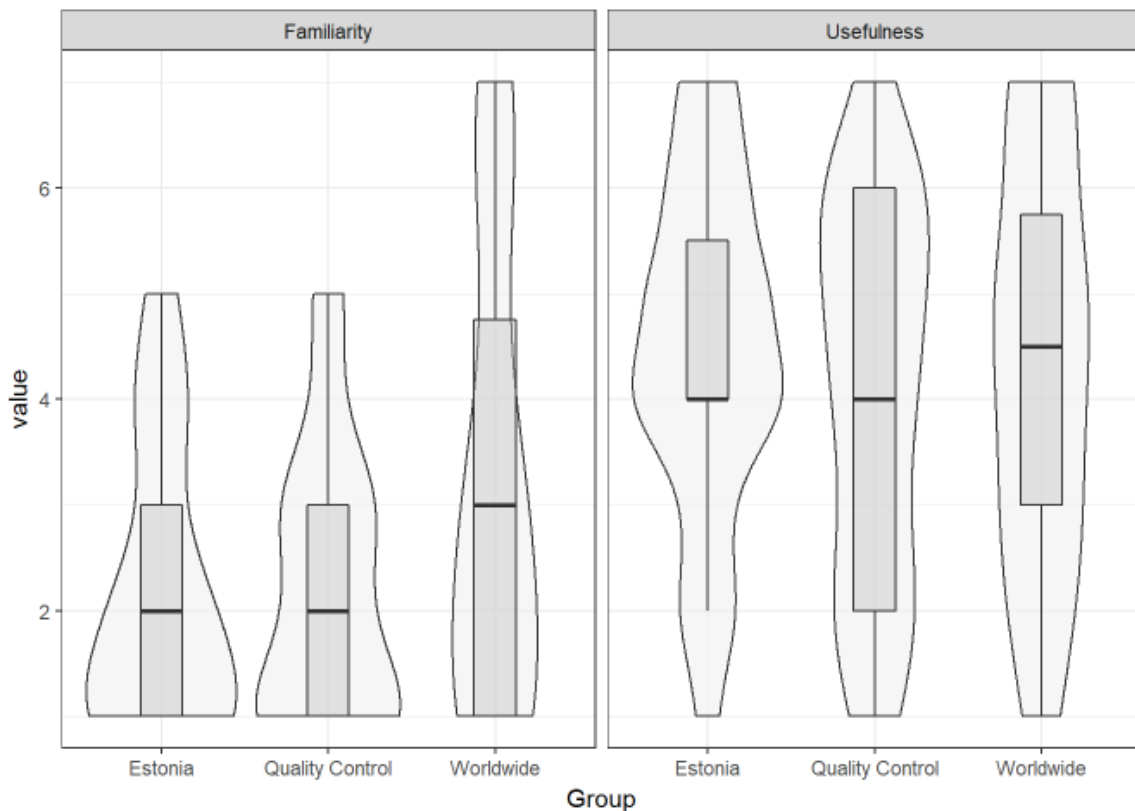 Familiarity
Usefulness
value
6
4
2
Estonia
Quality Control
Worldwide
Estonia
Quality Control
Worldwide
Group